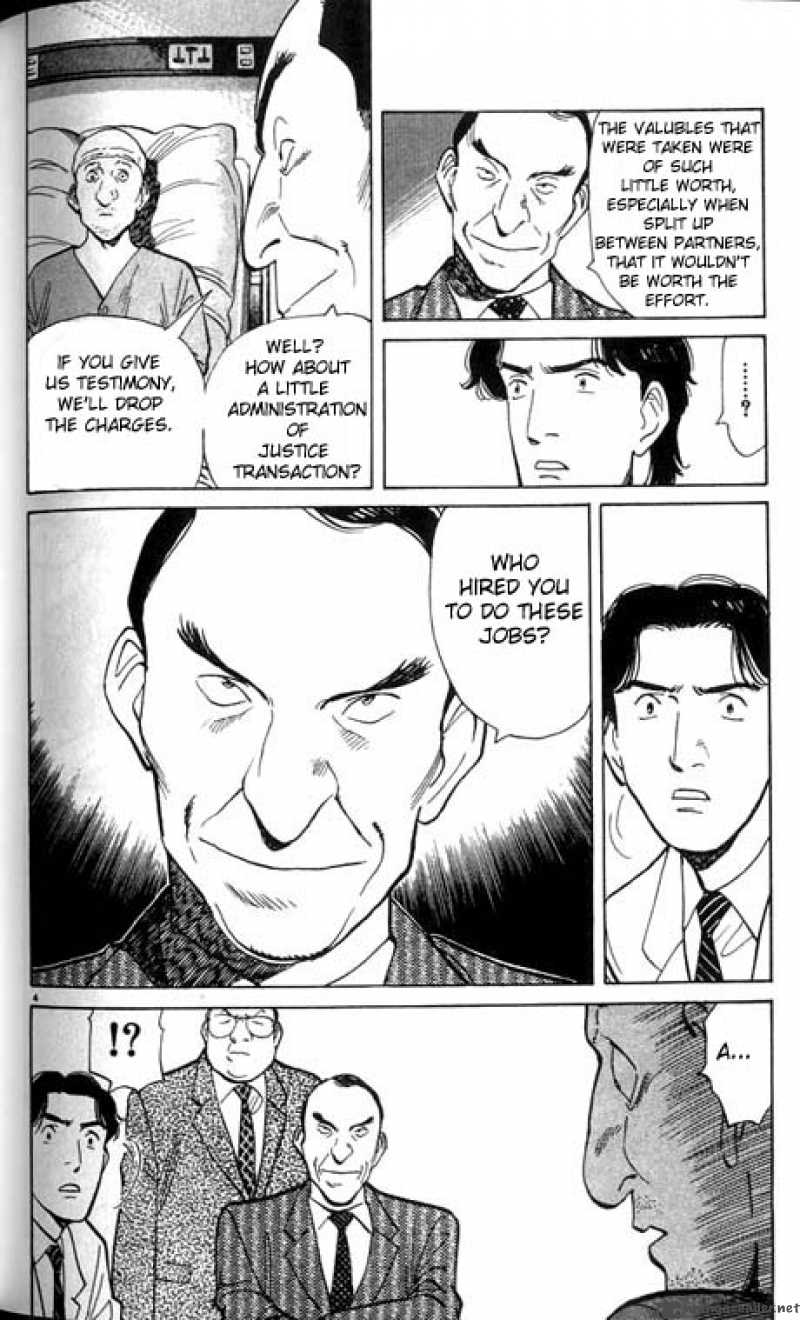 THE VALUBLES THAT
WERE TAKEN WERE
OF SUCH
LITTLE WORTH,
ESPECIALLY WHEN
SPLIT UP
BETWEEN PARTNERS,
THAT IT WOULDN'T
BE WORTH THE
EFFORT.
........?
WELL?
HOW ABOUT
A LITTLE
ADMINISTRATION
OF
JUSTICE
TRANSACTION?
IF YOU GIVE
US TESTIMONY,
WE'LL DROP
THE CHARGES.
WHO
HIRED YOU
TO DO THESE
JOBS?
4
A...
!?